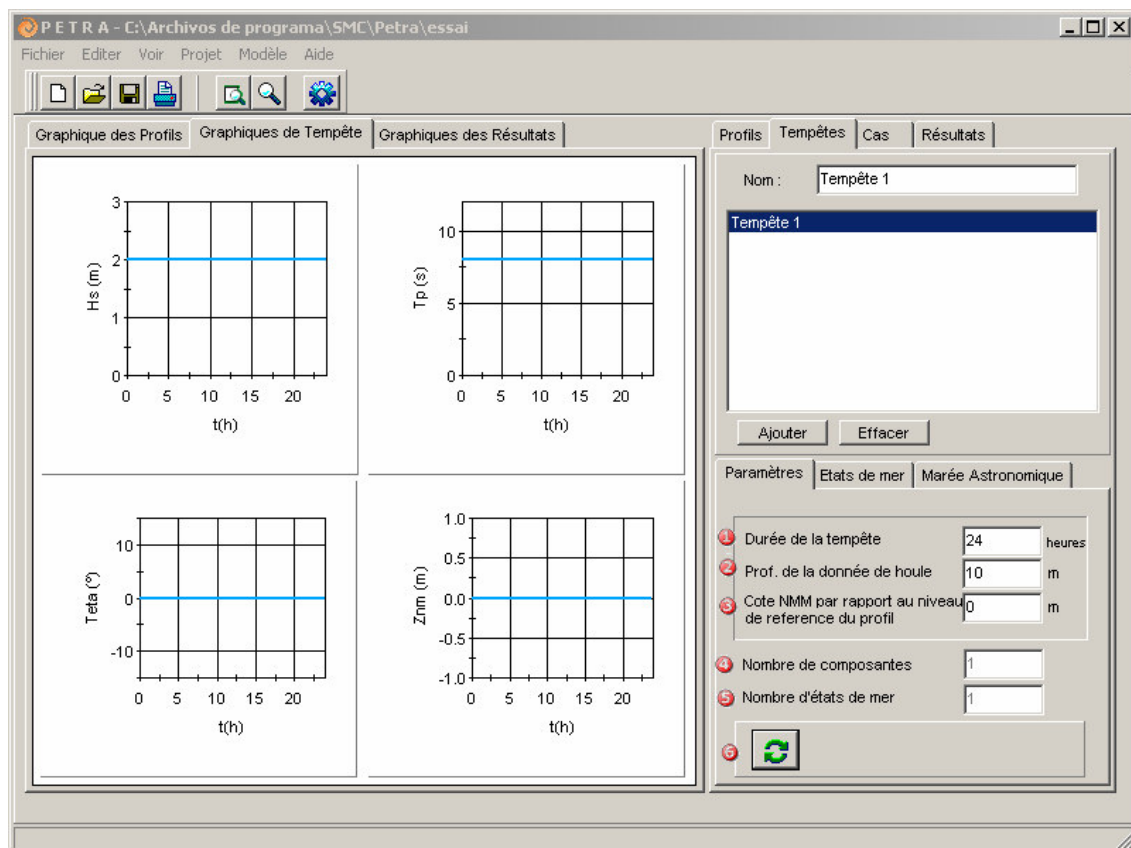 P E T R A - C:\Archivos de programa\SMC\Petra\essai
Fichier Editer Voir Projet Modèle Aide
Graphique des Profils Graphiques de Tempête Graphiques des Résultats
3
2
1
0
Hs (m)
0 5 10 15 20
t(h)
10
5
0
Tp (s)
0 5 10 15 20
t(h)
10
0
-10
Teta (º)
0 5 10 15 20
t(h)
1.0
0.5
0.0
-0.5
-1.0
Znm (m)
0 5 10 15 20
t(h)
Profils Tempêtes Cas Résultats
Nom : Tempête 1
Tempête 1
Ajouter Effacer
Paramètres Etats de mer Marée Astronomique
1 Durée de la tempête 24 heures
2 Prof. de la donnée de houle 10 m
3 Cote NMM par rapport au niveau 0 m
de reference du profil
4 Nombre de composantes 1
5 Nombre d'états de mer 1
6